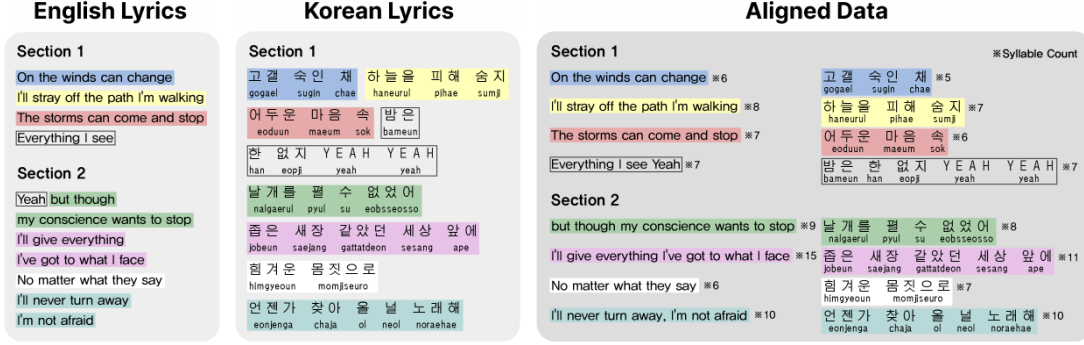 English Lyrics
Section 1
On the winds can change
I'll stray off the path I'm walking
The storms can come and stop
Everything I see
Section 2
Yeah but though
my conscience wants to stop
I'll give everything
I've got to what I face
No matter what they say
I'll never turn away
I'm not afraid
Korean Lyrics
Section 1
고갤 숙인 채 하늘을 피해 숨지
gogael sugin chae haneurul pihae sumji
어두운 마음 속 밤은
eoduun maeum sok bameun
한 없지 YEAH YEAH
han eopji yeah yeah
날개를 펼 수 없었어
nalgaerul pyul su eobsseosso
좁은 새장 같았던 세상 앞에
jobeun saejang gattatdeon sesang ape
힘겨운 몸짓으로
himgyeoun momjiseuro
언젠가 찾아 올 널 노래해
eonjenga chaja ol neol noraehae
Aligned Data
Section 1
※Syllable Count
On the winds can change ※6
고갤 숙인 채 ※5
gogael sugin chae
I'll stray off the path I'm walking ※8
하늘을 피해 숨지 ※7
haneurul pihae sumji
The storms can come and stop ※7
어두운 마음 속 ※6
eoduun maeum sok
Everything I see Yeah ※7
밤은 한 없지 YEAH YEAH ※7
bameun han eopji yeah yeah
Section 2
but though my conscience wants to stop ※9
날개를 펼 수 없었어 ※8
nalgaerul pyul su eobsseosso
I'll give everything I've got to what I face ※15
좁은 새장 같았던 세상 앞에 ※11
jobeun saejang gattatdeon sesang ape
No matter what they say ※6
힘겨운 몸짓으로 ※7
himgyeoun momjiseuro
I'll never turn away, I'm not afraid ※10
언젠가 찾아 올 널 노래해 ※10
eonjenga chaja ol neol noraehae